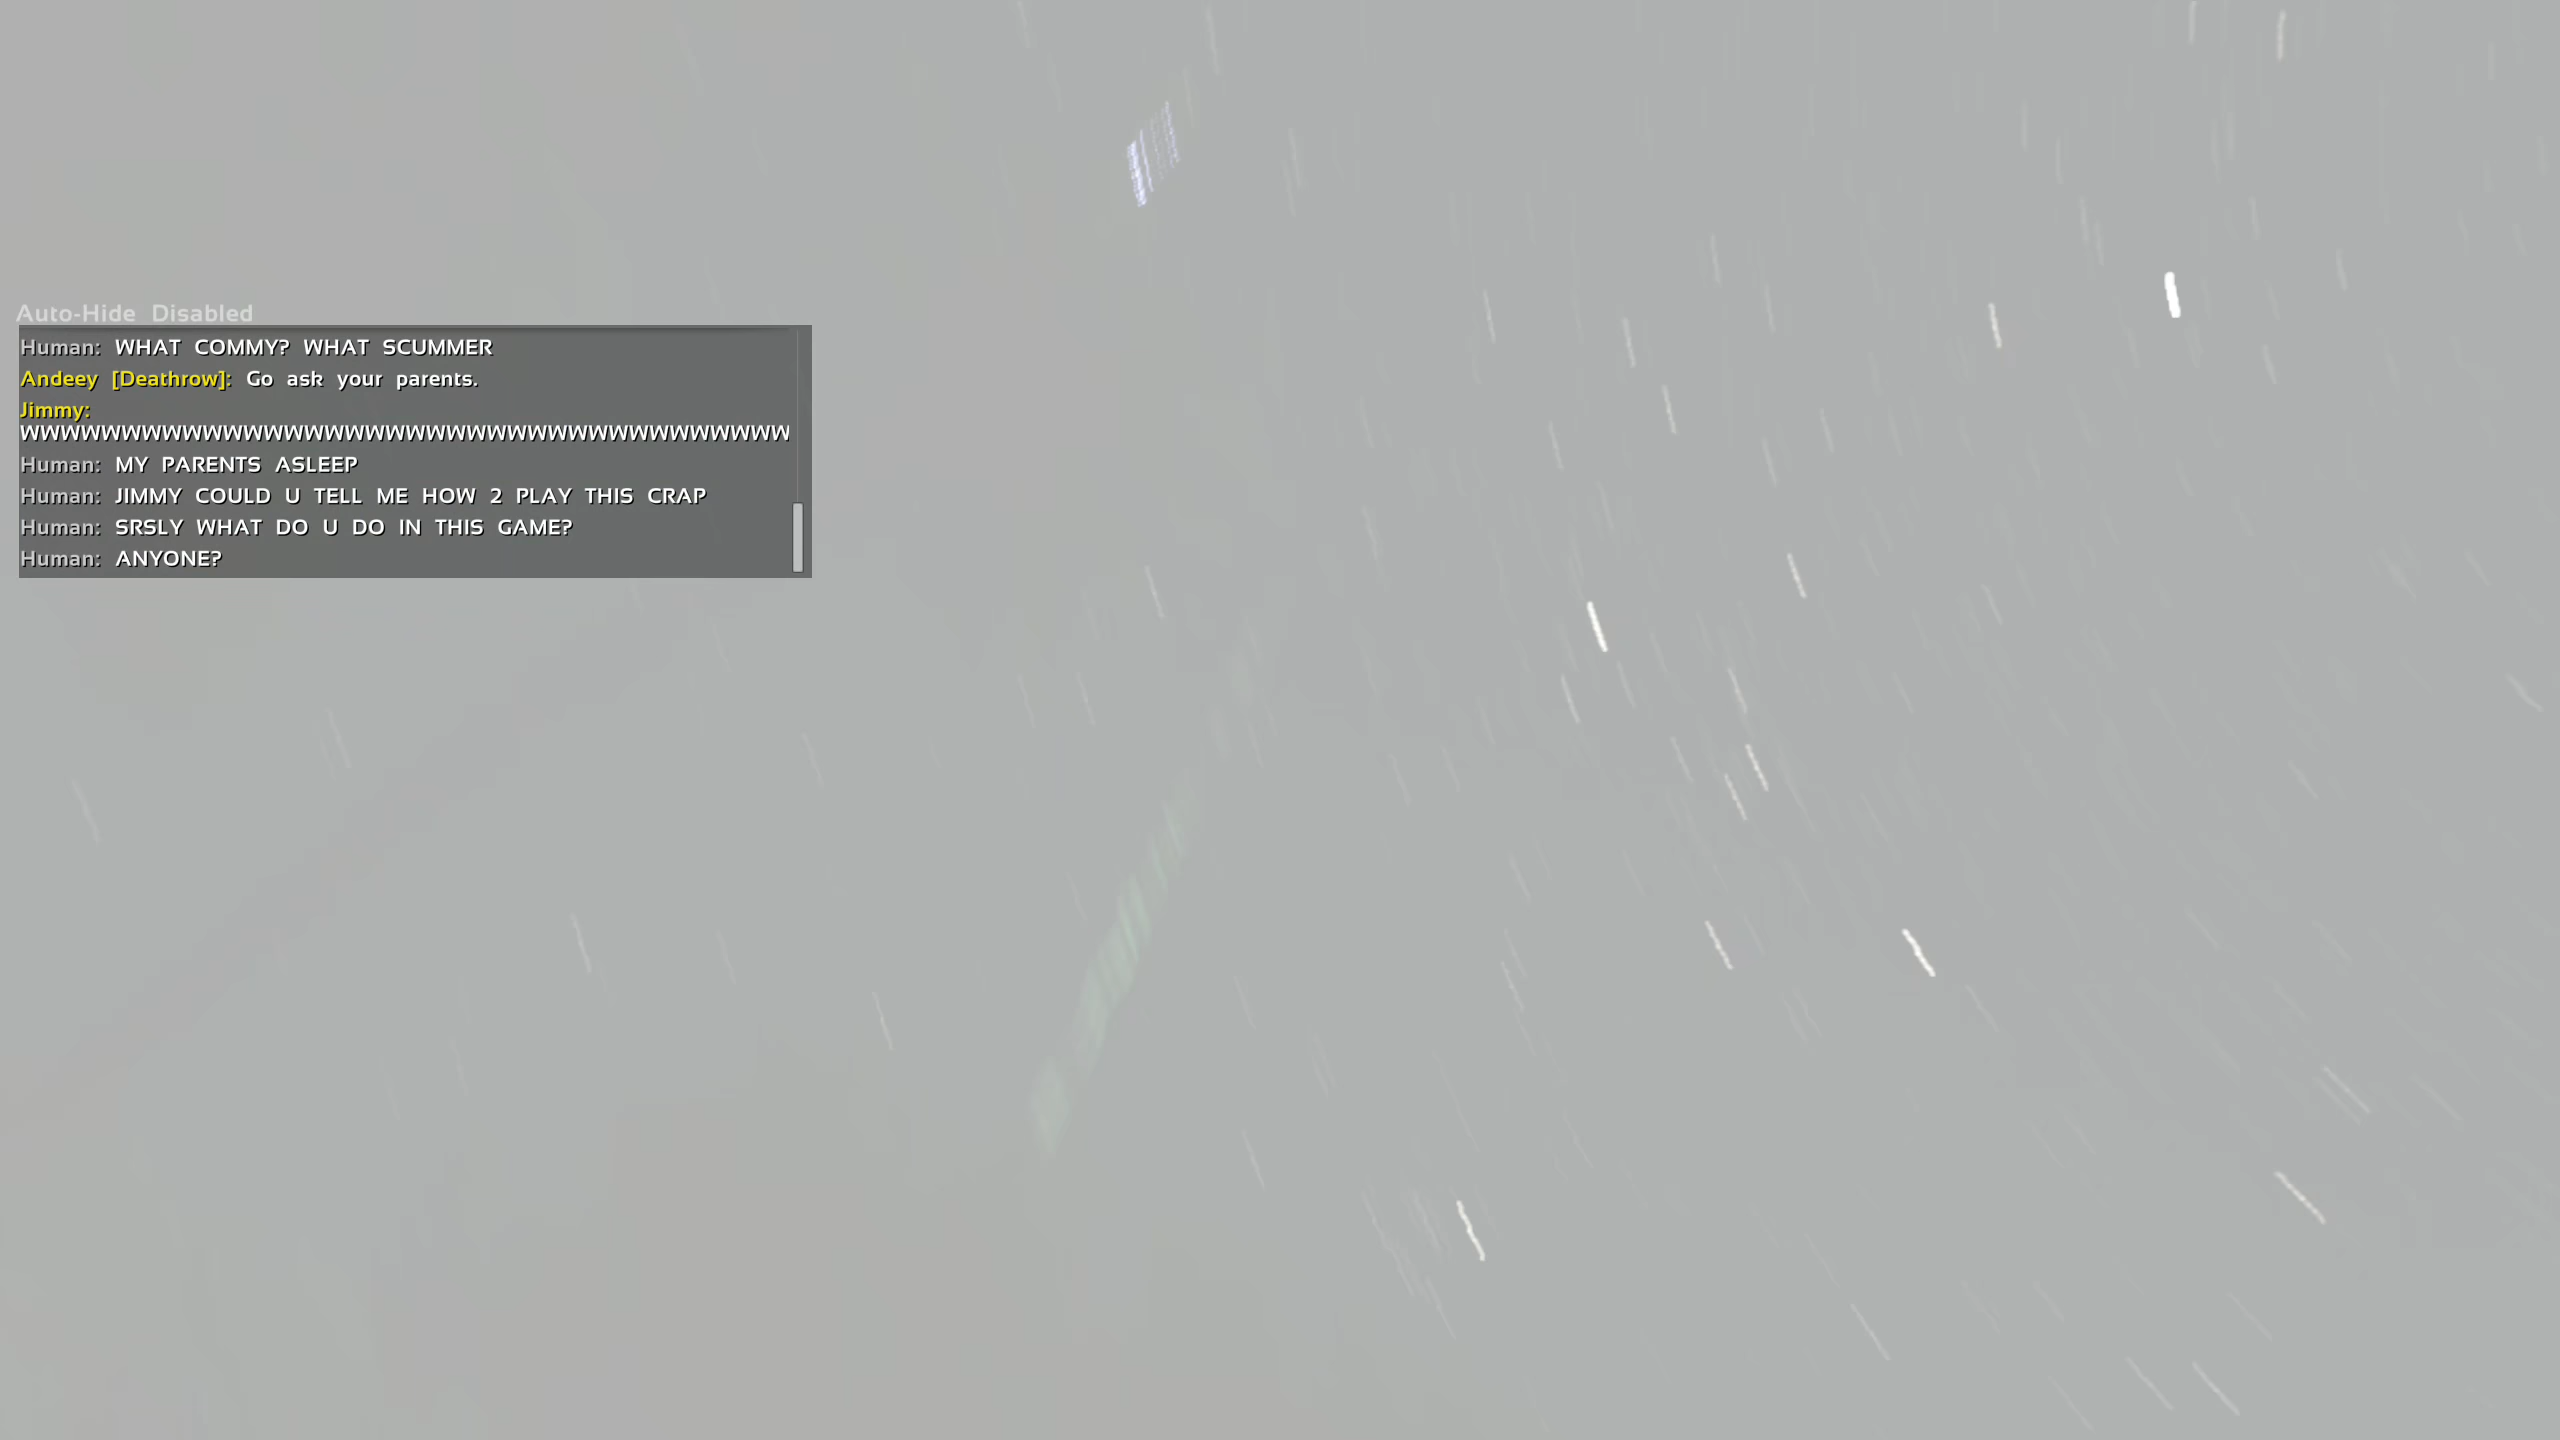 Auto-Hide Disabled
Human: WHAT COMMY? WHAT SCUMMER
Andeey [Deathrow]: Go ask your parents.
Jimmy:
WWWWWWWWWWWWWWWWWWWWWWWWWWWWWWWWWWWWWW
Human: MY PARENTS ASLEEP
Human: JIMMY COULD U TELL ME HOW 2 PLAY THIS CRAP
Human: SRSLY WHAT DO U DO IN THIS GAME?
Human: ANYONE?